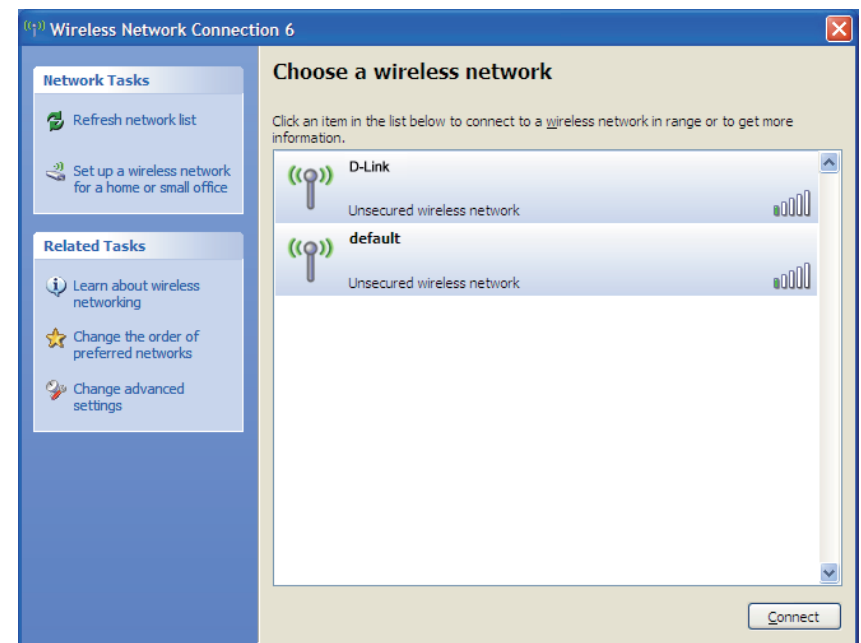 Wireless Network Connection 6
Network Tasks
Refresh network list
Set up a wireless network
for a home or small office
Related Tasks
Learn about wireless
networking
Change the order of
preferred networks
Change advanced
settings
Choose a wireless network
Click an item in the list below to connect to a wireless network in range or to get more
information.
D-Link
Unsecured wireless network
default
Unsecured wireless network
Connect